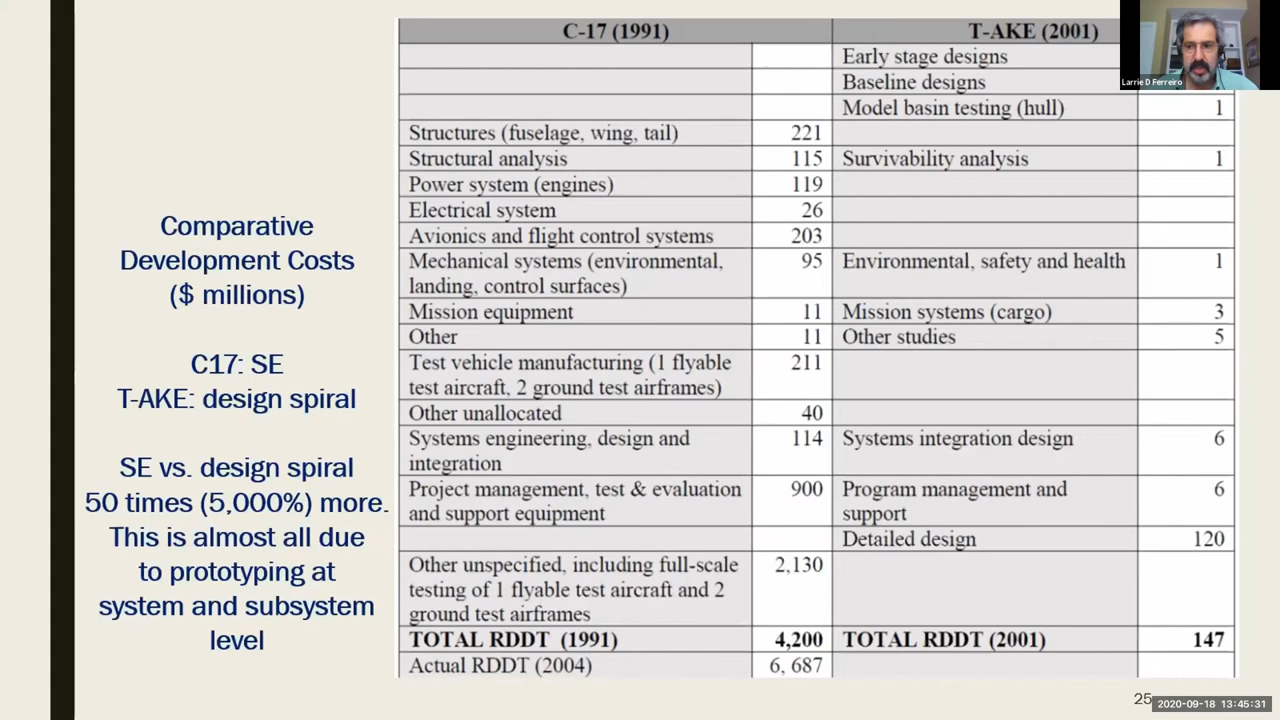 C-17 (1991) T-AKE (2001)
Early stage designs
Baseline designs
Model basin testing (hull) 1
Structures (fuselage, wing, tail) 221
Structural analysis 115 Survivability analysis 1
Power system (engines) 119
Electrical system 26
Avionics and flight control systems 203
Mechanical systems (environmental, 95 Environmental, safety and health 1
landing, control surfaces)
Mission equipment 11 Mission systems (cargo) 3
Other 11 Other studies 5
Test vehicle manufacturing (1 flyable 211
test aircraft, 2 ground test airframes)
Other unallocated 40
Systems engineering, design and 114 Systems integration design 6
integration
Project management, test & evaluation 900 Program management and 6
and support equipment support
Detailed design 120
Other unspecified, including full-scale 2,130
testing of 1 flyable test aircraft and 2
ground test airframes
TOTAL RDDT (1991) 4,200 TOTAL RDDT (2001) 147
Actual RDDT (2004) 6, 687
Comparative
Development Costs
($ millions)
C17: SE
T-AKE: design spiral
SE vs. design spiral
50 times (5,000%) more.
This is almost all due
to prototyping at
system and subsystem
level
Larrie D Ferreiro
25
2020-09-18 13:45:31